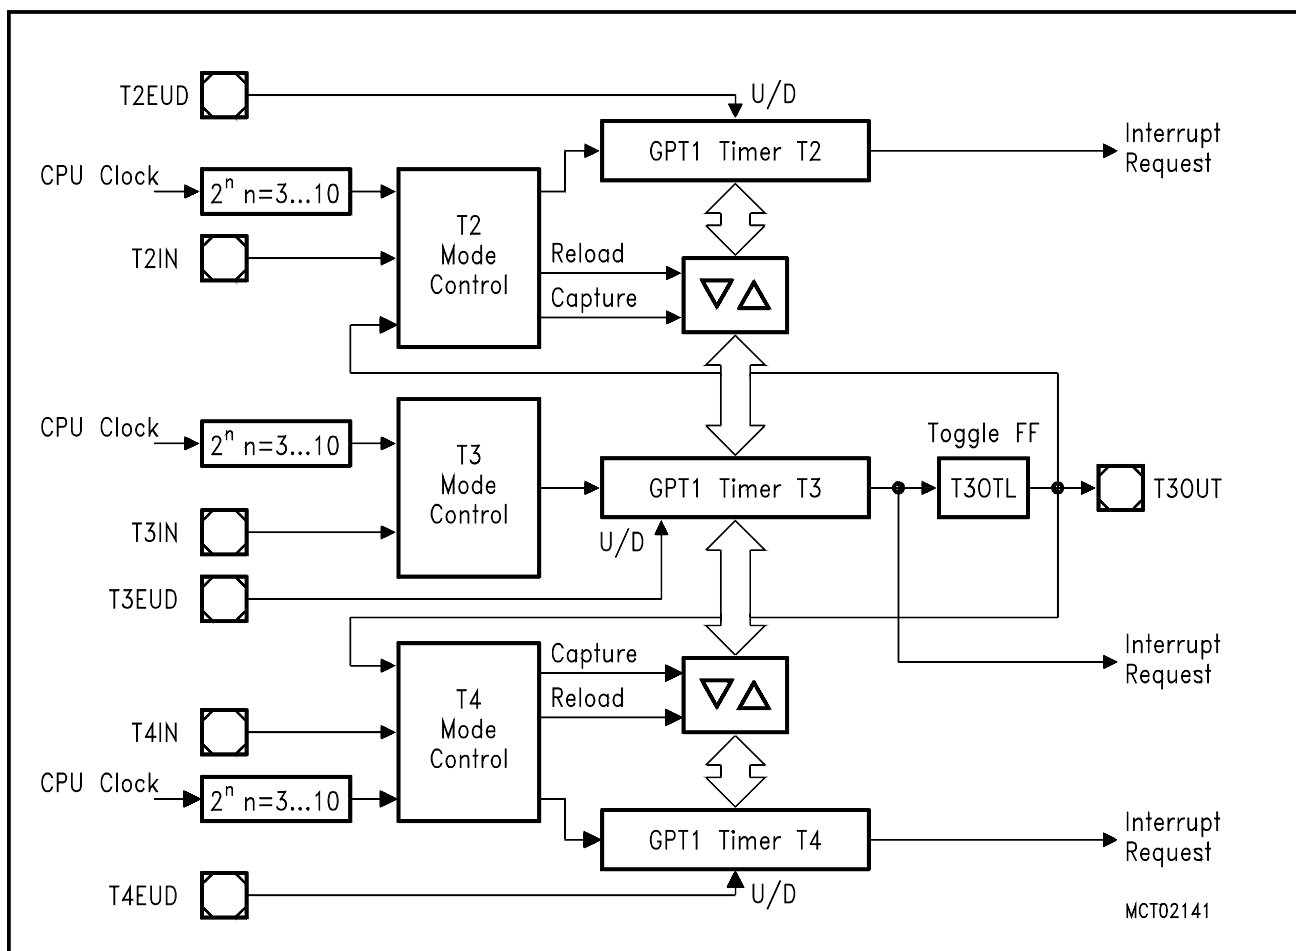 T2EUD
U/D
GPT1 Timer T2
Interrupt
Request
CPU Clock
2ⁿ n=3...10
T2
Mode
Control
T2IN
Reload
Capture
CPU Clock
2ⁿ n=3...10
T3
Mode
Control
Toggle FF
GPT1 Timer T3
T3OTL
T3OUT
T3IN
U/D
T3EUD
Interrupt
Request
Capture
Reload
T4
Mode
Control
T4IN
CPU Clock
2ⁿ n=3...10
GPT1 Timer T4
Interrupt
Request
T4EUD
U/D
MCT02141